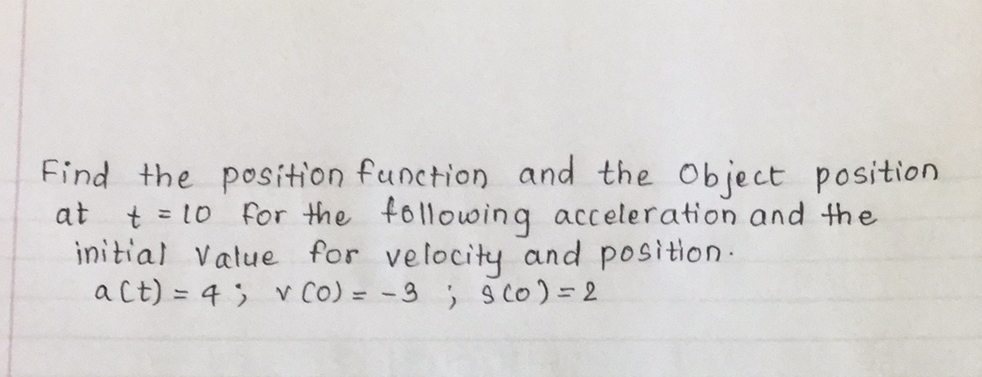 Find the position function and the Object position
at t = 10 for the following acceleration and the
initial Value for velocity and position.
a(t) = 4 ; v(0) = -3 ; s(0) = 2